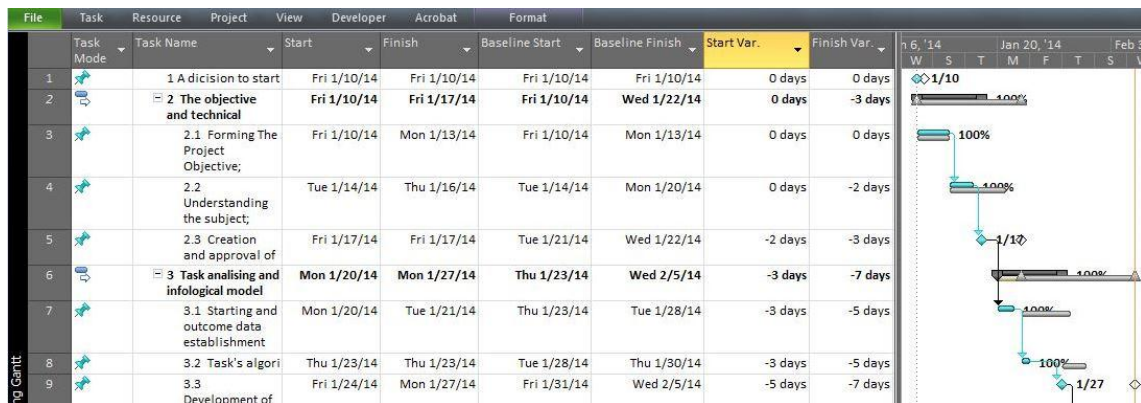 File Task Resource Project View Developer Acrobat Format
Task Mode Task Name Start Finish Baseline Start Baseline Finish Start Var. Finish Var. 6, '14 Jan 20, '14 Feb
W S T M F T S
1 1 A dicision to start Fri 1/10/14 Fri 1/10/14 Fri 1/10/14 Fri 1/10/14 0 days 0 days 1/10
2 2 The objective Fri 1/10/14 Fri 1/17/14 Fri 1/10/14 Wed 1/22/14 0 days -3 days 100%
and technical
3 2.1 Forming The Fri 1/10/14 Mon 1/13/14 Fri 1/10/14 Mon 1/13/14 0 days 0 days 100%
Project
Objective;
4 2.2 Tue 1/14/14 Thu 1/16/14 Tue 1/14/14 Mon 1/20/14 0 days -2 days 100%
Understanding
the subject;
5 2.3 Creation Fri 1/17/14 Fri 1/17/14 Tue 1/21/14 Wed 1/22/14 -2 days -3 days 1/17
and approval of
6 3 Task analising and Mon 1/20/14 Mon 1/27/14 Thu 1/23/14 Wed 2/5/14 -3 days -7 days 100%
infological model
7 3.1 Starting and Mon 1/20/14 Tue 1/21/14 Thu 1/23/14 Tue 1/28/14 -3 days -5 days 100%
outcome data
establishment
8 3.2 Task's algori Thu 1/23/14 Thu 1/23/14 Tue 1/28/14 Thu 1/30/14 -3 days -5 days 100%
9 3.3 Fri 1/24/14 Mon 1/27/14 Fri 1/31/14 Wed 2/5/14 -5 days -7 days 1/27
Development of
ng Gantt